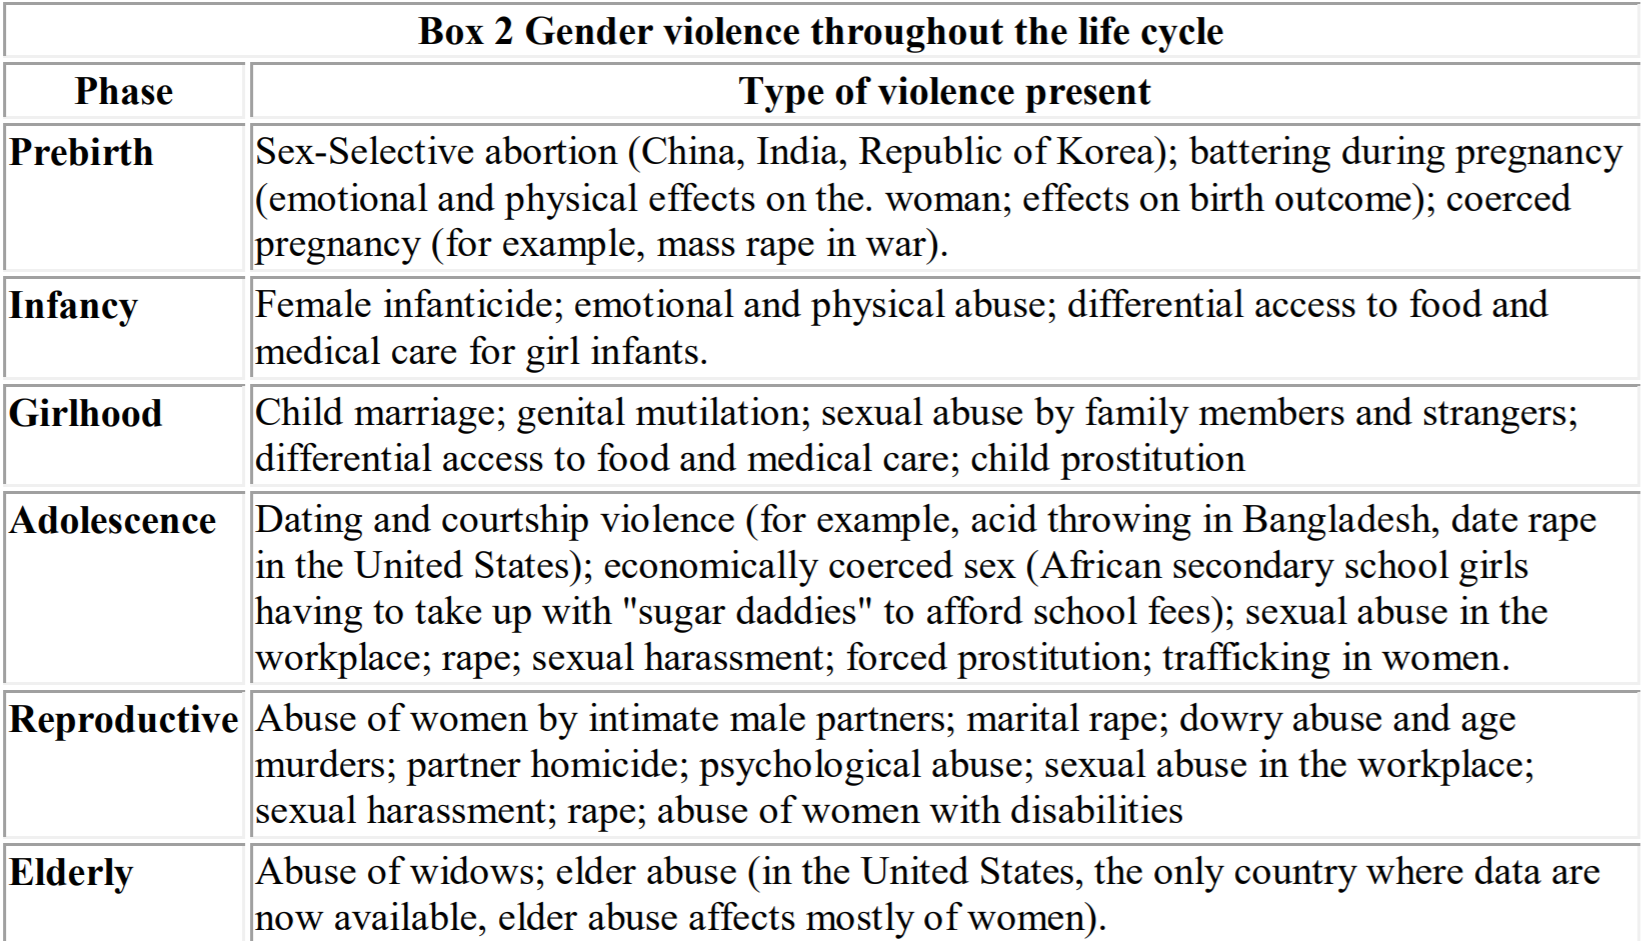 Box 2 Gender violence throughout the life cycle
Phase
Type of violence present
Prebirth
Sex-Selective abortion (China, India, Republic of Korea); battering during pregnancy
(emotional and physical effects on the. woman; effects on birth outcome); coerced
pregnancy (for example, mass rape in war).
Infancy
Female infanticide; emotional and physical abuse; differential access to food and
medical care for girl infants.
Girlhood
Child marriage; genital mutilation; sexual abuse by family members and strangers;
differential access to food and medical care; child prostitution
Adolescence
Dating and courtship violence (for example, acid throwing in Bangladesh, date rape
in the United States); economically coerced sex (African secondary school girls
having to take up with "sugar daddies" to afford school fees); sexual abuse in the
workplace; rape; sexual harassment; forced prostitution; trafficking in women.
Reproductive
Abuse of women by intimate male partners; marital rape; dowry abuse and age
murders; partner homicide; psychological abuse; sexual abuse in the workplace;
sexual harassment; rape; abuse of women with disabilities
Elderly
Abuse of widows; elder abuse (in the United States, the only country where data are
now available, elder abuse affects mostly of women).